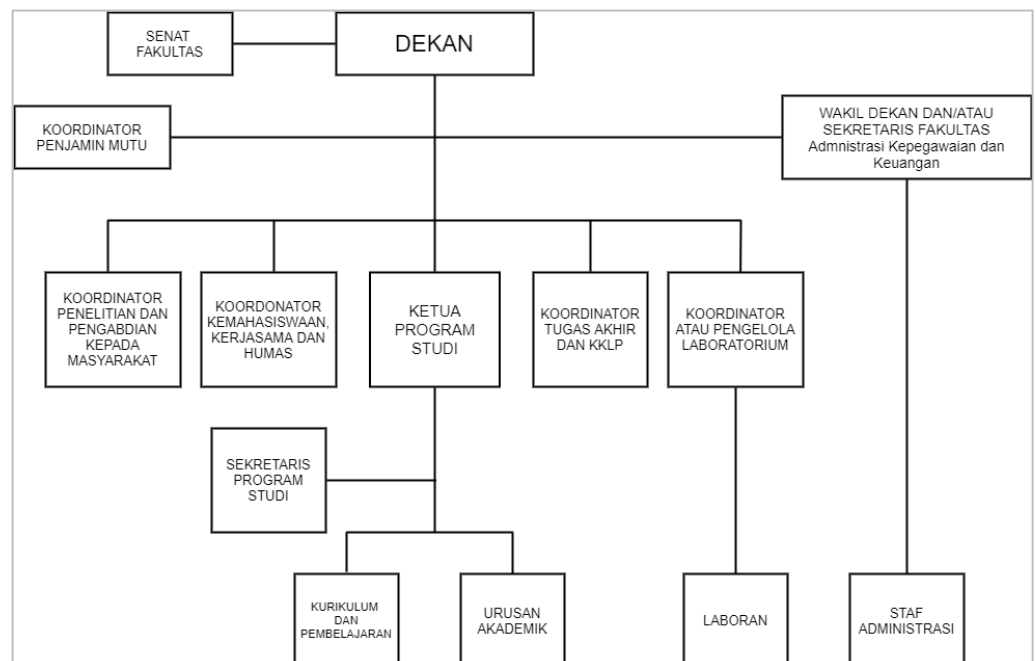 SENAT
FAKULTAS
DEKAN
KOORDINATOR
PENJAMIN MUTU
WAKIL DEKAN DAN/ATAU
SEKRETARIS FAKULTAS
Admnistrasi Kepegawaian dan
Keuangan
KOORDINATOR
PENELITIAN DAN
PENGABDIAN
KEPADA
MASYARAKAT
KOORDONATOR
KEMAHASISWAAN,
KERJASAMA DAN
HUMAS
KETUA
PROGRAM
STUDI
KOORDINATOR
TUGAS AKHIR
DAN KKLP
KOORDINATOR
ATAU PENGELOLA
LABORATORIUM
SEKRETARIS
PROGRAM
STUDI
KURIKULUM
DAN
PEMBELAJARAN
URUSAN
AKADEMIK
LABORAN
STAF
ADMINISTRASI